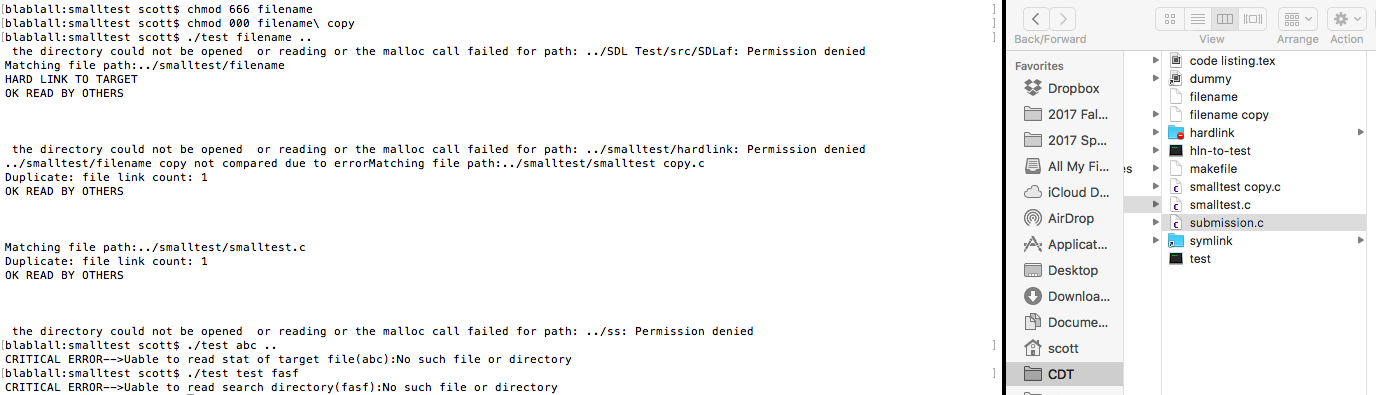 blablall:smalltest scott$ chmod 666 filename
blablall:smalltest scott$ chmod 000 filename\ copy
blablall:smalltest scott$ ./test filename ..
 the directory could not be opened  or reading or the malloc call failed for path: ../SDL Test/src/SDLaf: Permission denied
Matching file path:../smalltest/filename
HARD LINK TO TARGET
OK READ BY OTHERS
 the directory could not be opened  or reading or the malloc call failed for path: ../smalltest/hardlink: Permission denied
../smalltest/filename copy not compared due to errorMatching file path:../smalltest/smalltest copy.c
Duplicate: file link count: 1
OK READ BY OTHERS
Matching file path:../smalltest/smalltest.c
Duplicate: file link count: 1
OK READ BY OTHERS
 the directory could not be opened  or reading or the malloc call failed for path: ../ss: Permission denied
blablall:smalltest scott$ ./test abc ..
CRITICAL ERROR-->Uable to read stat of target file(abc):No such file or directory
blablall:smalltest scott$ ./test test fasf
CRITICAL ERROR-->Uable to read search directory(fasf):No such file or directory
Back/Forward
View
Arrange
Action
Favorites
Dropbox
2017 Fal...
2017 Sp...
All My Fi...
iCloud D...
AirDrop
Applicat...
Desktop
Downloa...
Docume...
scott
CDT
es
code listing.tex
dummy
filename
filename copy
hardlink
hln-to-test
makefile
smalltest copy.c
smalltest.c
submission.c
symlink
test